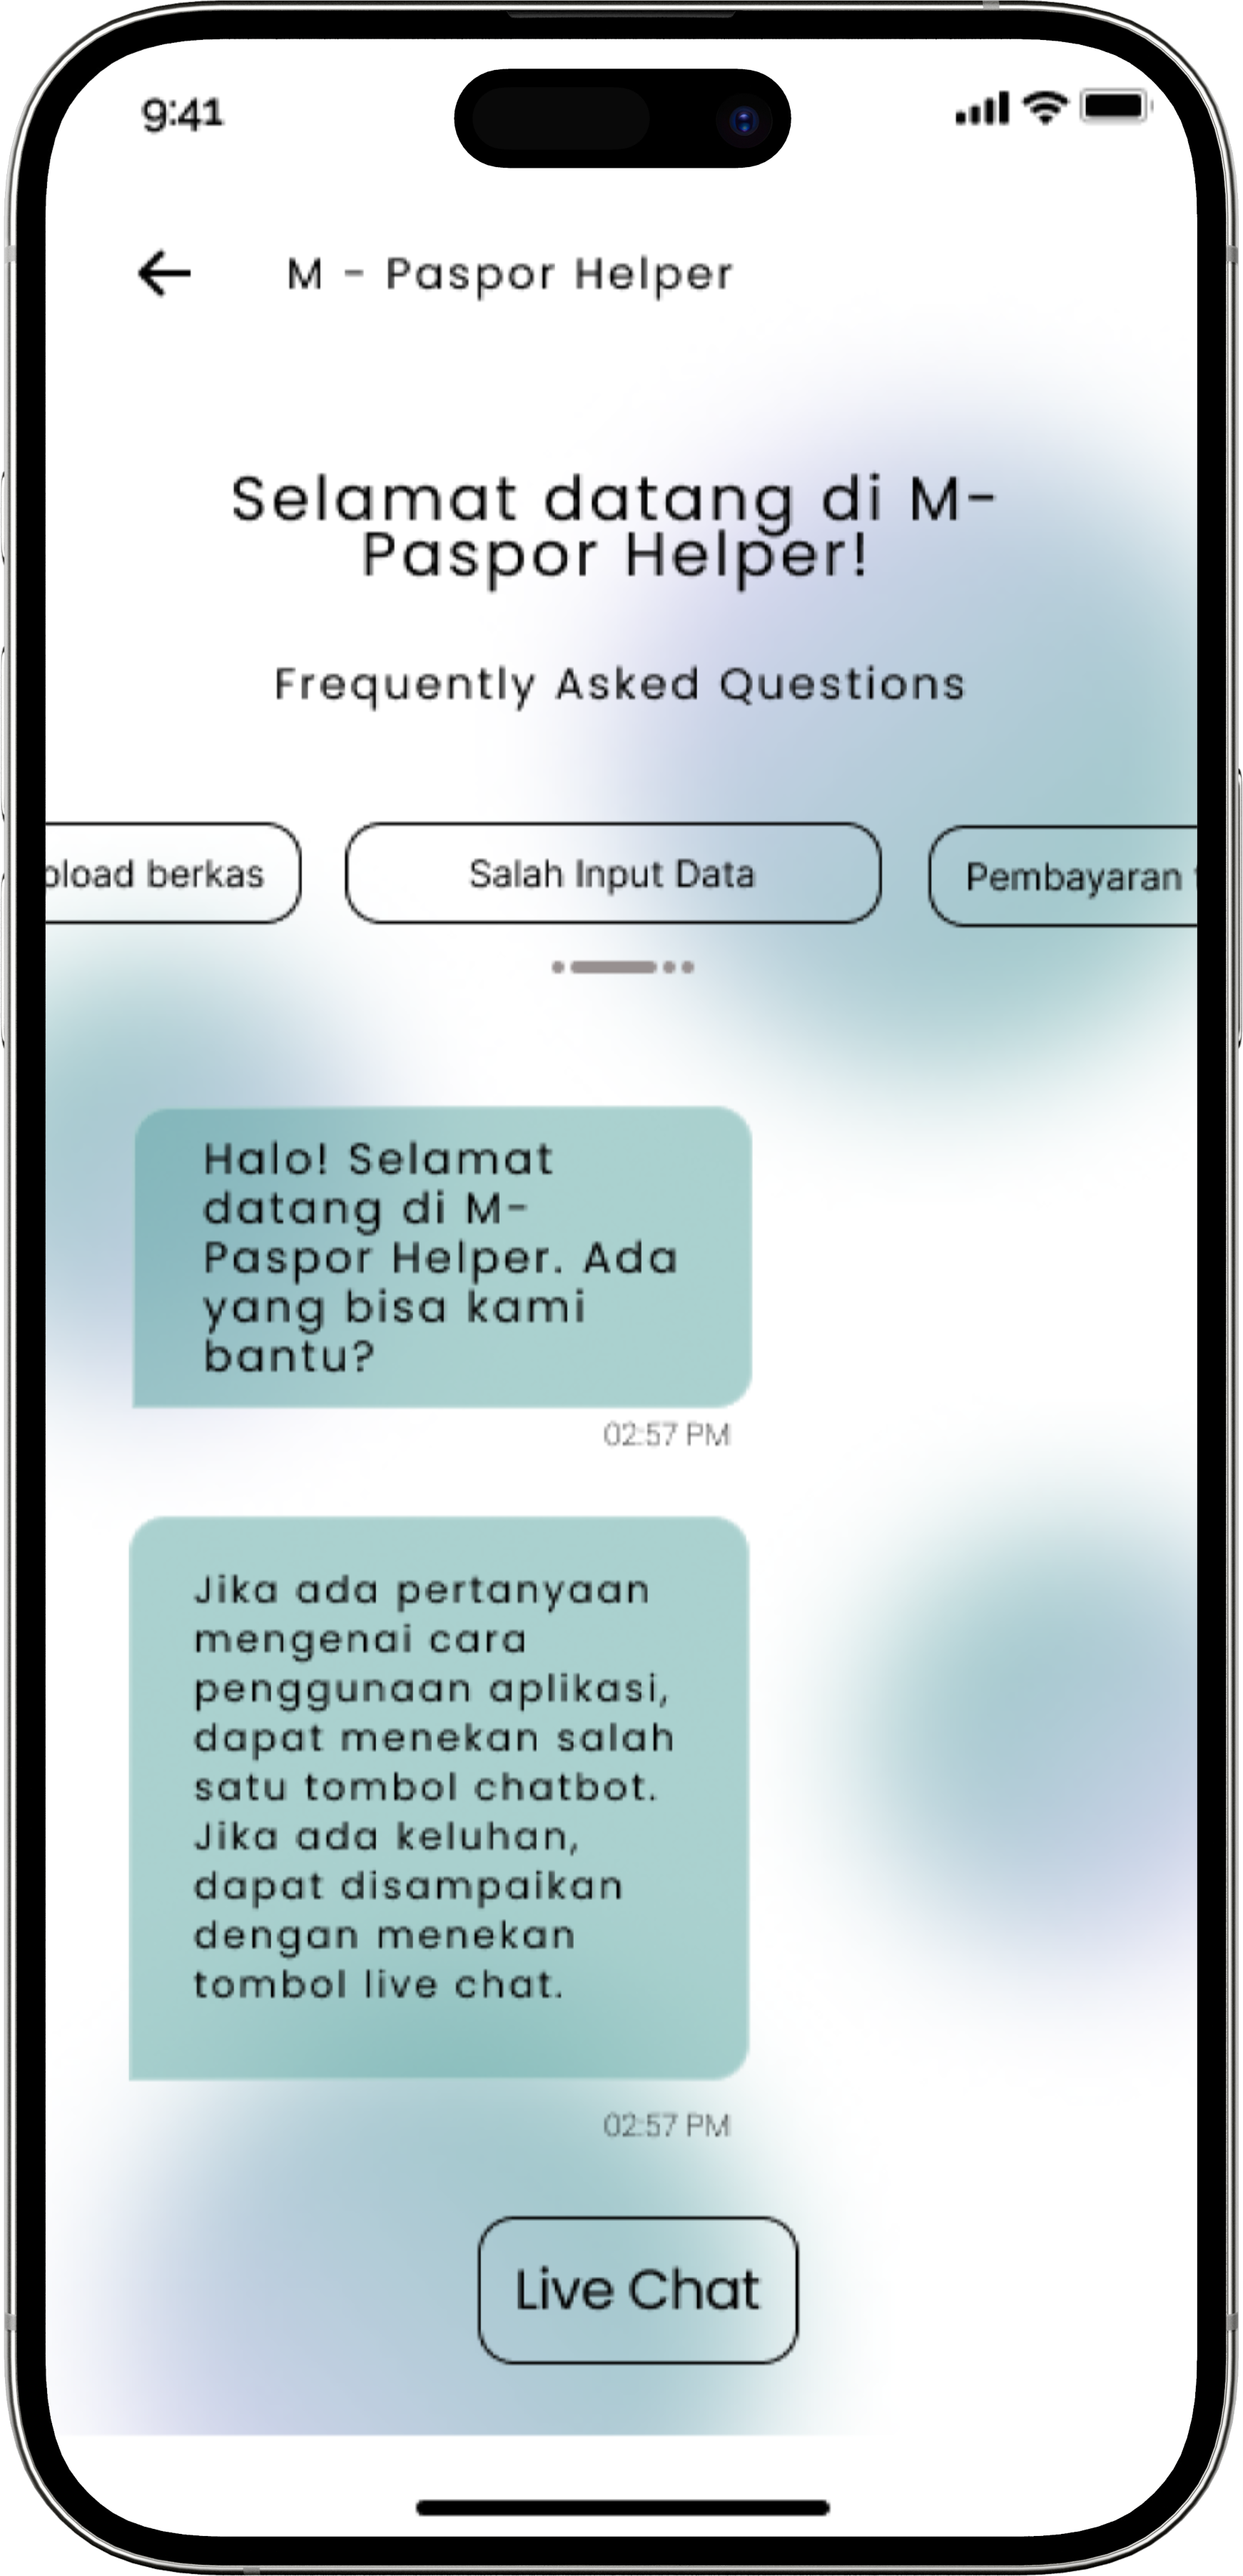 9:41
M - Paspor Helper
Selamat datang di M-
Paspor Helper!
Frequently Asked Questions
berkas
Salah Input Data
Pembayaran
Halo! Selamat
datang di M-
Paspor Helper. Ada
yang bisa kami
bantu?
02:57 PM
Jika ada pertanyaan
mengenai cara
penggunaan aplikasi,
dapat menekan salah
satu tombol chatbot.
Jika ada keluhan,
dapat disampaikan
dengan menekan
tombol live chat.
02:57 PM
Live Chat